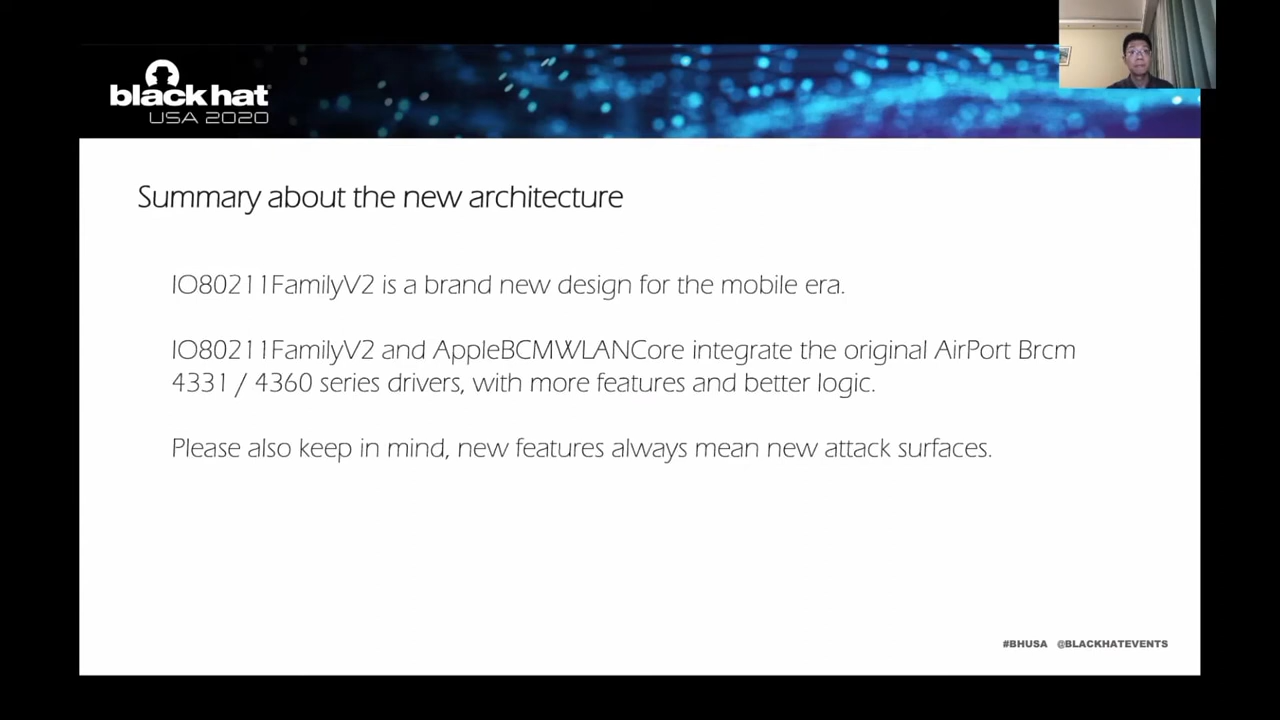 black hat
USA 2020
Summary about the new architecture
IO80211FamilyV2 is a brand new design for the mobile era.
IO80211FamilyV2 and AppleBCMWLANCore integrate the original AirPort Brcm
4331 / 4360 series drivers, with more features and better logic.
Please also keep in mind, new features always mean new attack surfaces.
#BHUSA @BLACKHATEVENTS